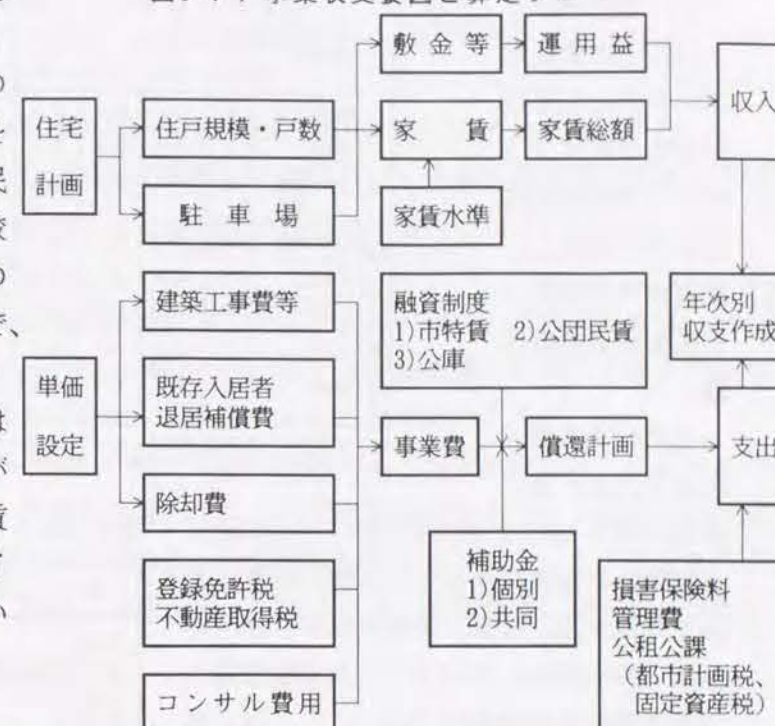 住宅
計画
住戸規模・戸数
駐車場
敷金等
運用益
家賃
家賃総額
家賃水準
収入
単価
設定
建築工事費等
既存入居者
退居補償費
除却費
登録免許税
不動産取得税
コンサル費用
融資制度
1)市特賃 2)公団民賃
3)公庫
事業費
償還計画
補助金
1)個別
2)共同
年次別
収支作成
支出
損害保険料
管理費
公租公課
(都市計画税、
固定資産税)